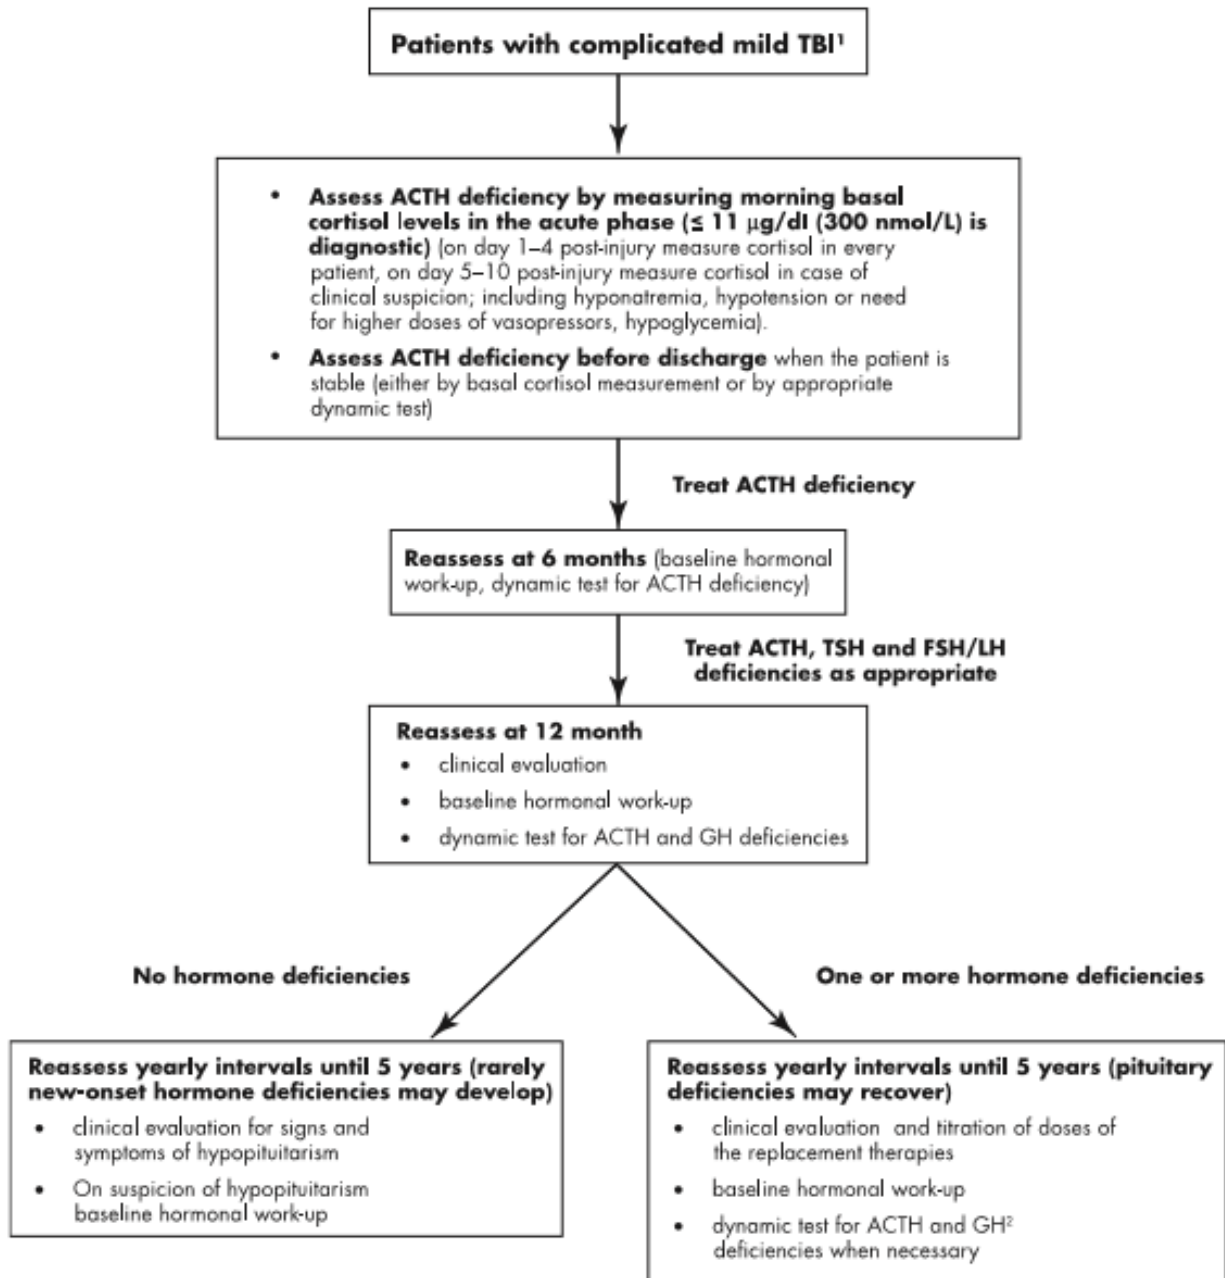 Patients with complicated mild TBI¹
• Assess ACTH deficiency by measuring morning basal
cortisol levels in the acute phase (≤ 11 µg/dl (300 nmol/L) is
diagnostic) (on day 1–4 post-injury measure cortisol in every
patient, on day 5–10 post-injury measure cortisol in case of
clinical suspicion; including hyponatremia, hypotension or need
for higher doses of vasopressors, hypoglycemia).
• Assess ACTH deficiency before discharge when the patient is
stable (either by basal cortisol measurement or by appropriate
dynamic test)
Treat ACTH deficiency
Reassess at 6 months (baseline hormonal
work-up, dynamic test for ACTH deficiency)
Treat ACTH, TSH and FSH/LH
deficiencies as appropriate
Reassess at 12 month
• clinical evaluation
• baseline hormonal work-up
• dynamic test for ACTH and GH deficiencies
No hormone deficiencies
One or more hormone deficiencies
Reassess yearly intervals until 5 years (rarely
new-onset hormone deficiencies may develop)
• clinical evaluation for signs and
symptoms of hypopituitarism
• On suspicion of hypopituitarism
baseline hormonal work-up
Reassess yearly intervals until 5 years (pituitary
deficiencies may recover)
• clinical evaluation and titration of doses of
the replacement therapies
• baseline hormonal work-up
• dynamic test for ACTH and GH²
deficiencies when necessary